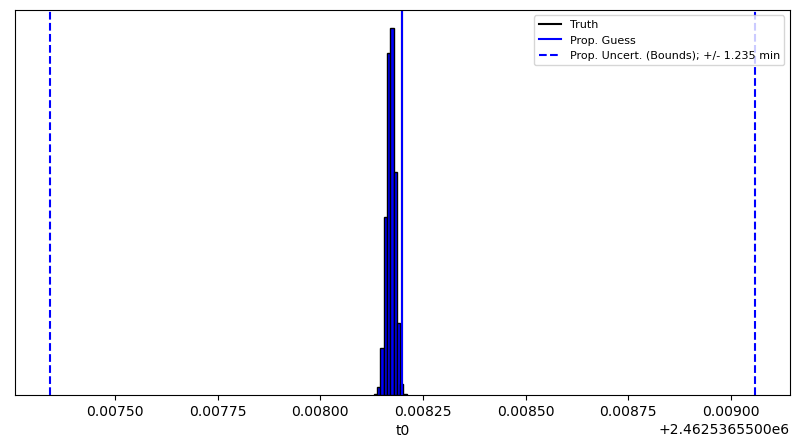 Truth
Prop. Guess
Prop. Uncert. (Bounds); +/- 1.235 min
0.00750 0.00775 0.00800 0.00825 0.00850 0.00875 0.00900
t0 +2.4625365500e6